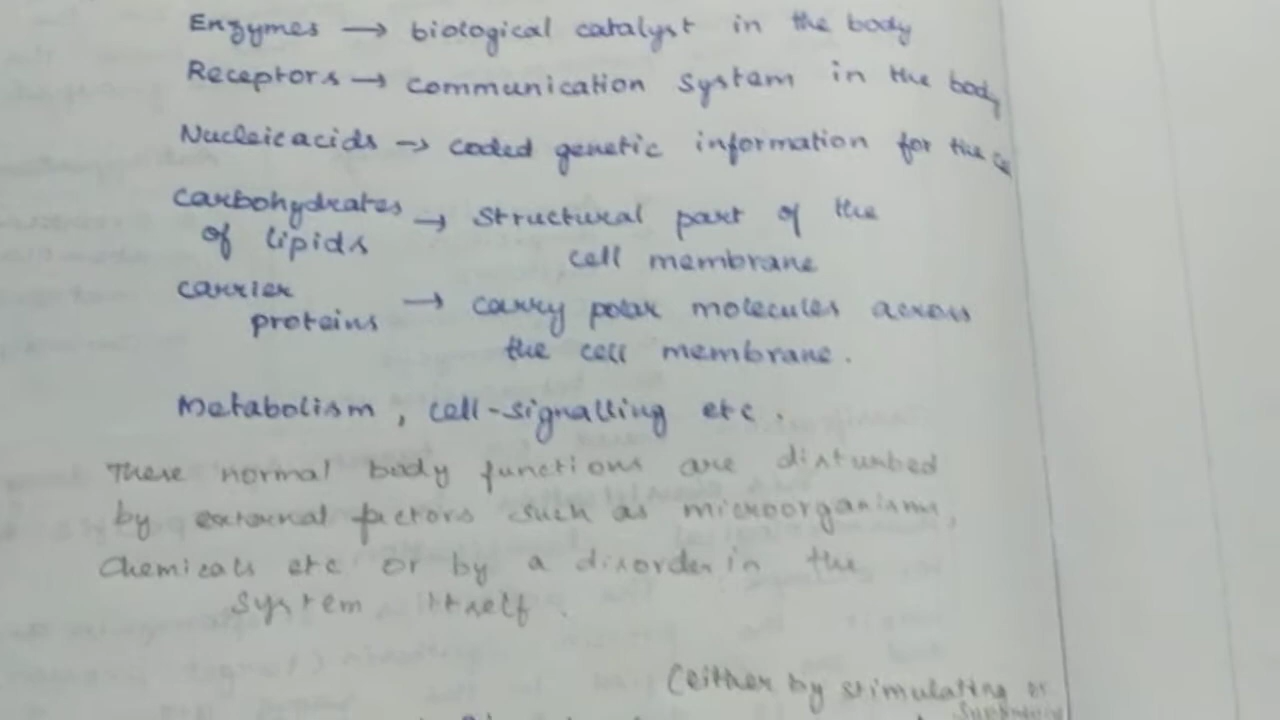 Enzymes → biological catalyst in the body
Receptors → communication system in the body
Nucleic acids → coded genetic information for the
carbohydrates → structural part of the
of lipids cell membrane
carrier → carry polar molecules across
proteins the cell membrane.
Metabolism, cell-signalling etc.
These normal body functions are disturbed
by external factors such as microorganisms,
chemicals etc or by a disorder in the
system itself.
(either by stimulating or